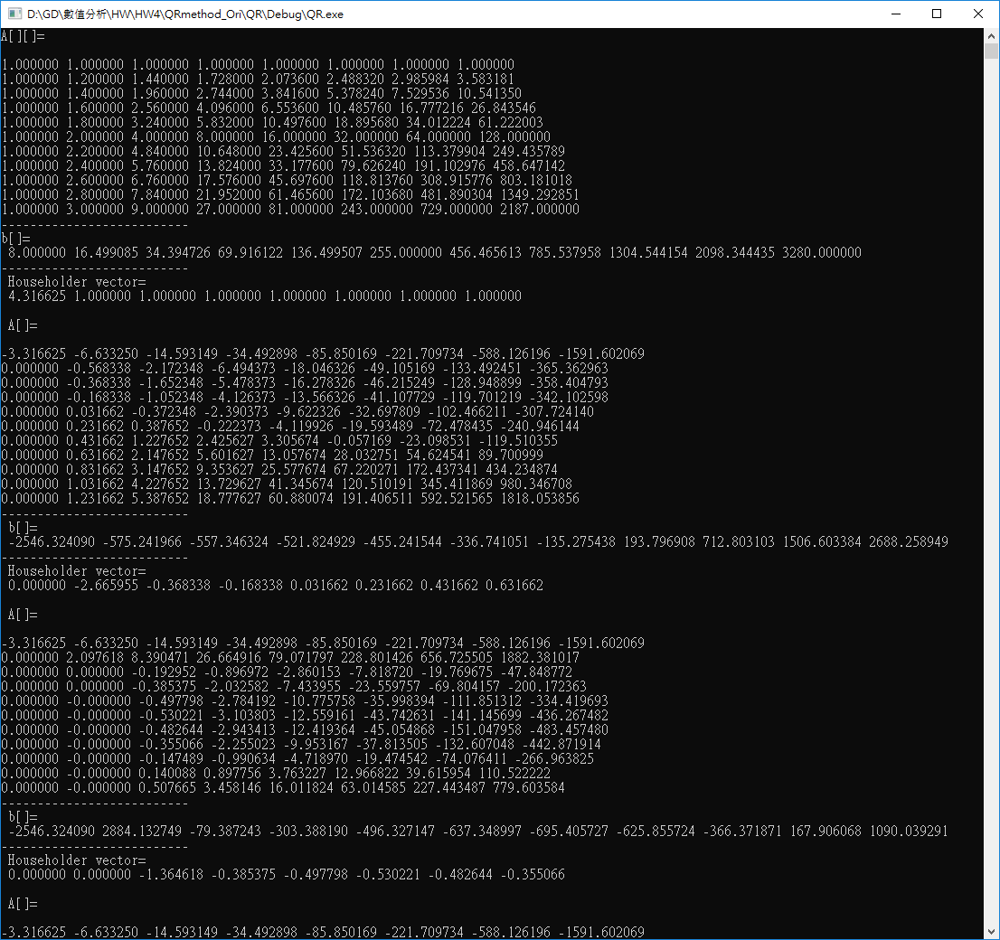 D:\GD\數值分析\HW\HW4\QRmethod_Ori\QR\Debug\QR.exe
A[][]=
1.000000 1.000000 1.000000 1.000000 1.000000 1.000000 1.000000 1.000000
1.000000 1.200000 1.440000 1.728000 2.073600 2.488320 2.985984 3.583181
1.000000 1.400000 1.960000 2.744000 3.841600 5.378240 7.529536 10.541350
1.000000 1.600000 2.560000 4.096000 6.553600 10.485760 16.777216 26.843546
1.000000 1.800000 3.240000 5.832000 10.497600 18.895680 34.012224 61.222003
1.000000 2.000000 4.000000 8.000000 16.000000 32.000000 64.000000 128.000000
1.000000 2.200000 4.840000 10.648000 23.425600 51.536320 113.379904 249.435789
1.000000 2.400000 5.760000 13.824000 33.177600 79.626240 191.102976 458.647142
1.000000 2.600000 6.760000 17.576000 45.697600 118.813760 308.915776 803.181018
1.000000 2.800000 7.840000 21.952000 61.465600 172.103680 481.890304 1349.292851
1.000000 3.000000 9.000000 27.000000 81.000000 243.000000 729.000000 2187.000000
--------------------------
b[]=
8.000000 16.499085 34.394726 69.916122 136.499507 255.000000 456.465613 785.537958 1304.544154 2098.344435 3280.000000
--------------------------
Householder vector=
4.316625 1.000000 1.000000 1.000000 1.000000 1.000000 1.000000 1.000000
A[]=
-3.316625 -6.633250 -14.593149 -34.492898 -85.850169 -221.709734 -588.126196 -1591.602069
0.000000 -0.568338 -2.172348 -6.494373 -18.046326 -49.105169 -133.492451 -365.362963
0.000000 -0.368338 -1.652348 -5.478373 -16.278326 -46.215249 -128.948899 -358.404793
0.000000 -0.168338 -1.052348 -4.126373 -13.566326 -41.107729 -119.701219 -342.102598
0.000000 0.031662 -0.372348 -2.390373 -9.622326 -32.697809 -102.466211 -307.724140
0.000000 0.231662 0.387652 -0.222373 -4.119926 -19.593489 -72.478435 -240.946144
0.000000 0.431662 1.227652 2.425627 3.305674 -0.057169 -23.098531 -119.510355
0.000000 0.631662 2.147652 5.601627 13.057674 28.032751 54.624541 89.700999
0.000000 0.831662 3.147652 9.353627 25.577674 67.220271 172.437341 434.234874
0.000000 1.031662 4.227652 13.729627 41.345674 120.510191 345.411869 980.346708
0.000000 1.231662 5.387652 18.777627 60.880074 191.406511 592.521565 1818.053856
--------------------------
b[]=
-2546.324090 -575.241966 -557.346324 -521.824929 -455.241544 -336.741051 -135.275438 193.796908 712.803103 1506.603384 2688.258949
--------------------------
Householder vector=
0.000000 -2.665955 -0.368338 -0.168338 0.031662 0.231662 0.431662 0.631662
A[]=
-3.316625 -6.633250 -14.593149 -34.492898 -85.850169 -221.709734 -588.126196 -1591.602069
0.000000 2.097618 8.390471 26.664916 79.071797 228.801426 656.725505 1882.381017
0.000000 0.000000 -0.192952 -0.896972 -2.860153 -7.818720 -19.769675 -47.848772
0.000000 0.000000 -0.385375 -2.032582 -7.433955 -23.559757 -69.804157 -200.172363
0.000000 -0.000000 -0.497798 -2.784192 -10.775758 -35.998394 -111.851312 -334.419693
0.000000 -0.000000 -0.530221 -3.103803 -12.559161 -43.742631 -141.145699 -436.267482
0.000000 -0.000000 -0.482644 -2.943413 -12.419364 -45.054868 -151.047958 -483.457480
0.000000 -0.000000 -0.355066 -2.255023 -9.953167 -37.813505 -132.607048 -442.871914
0.000000 -0.000000 -0.147489 -0.990634 -4.718970 -19.474542 -74.076411 -266.963825
0.000000 -0.000000 0.140088 0.897756 3.763227 12.966822 39.615954 110.522222
0.000000 -0.000000 0.507665 3.458146 16.011824 63.014585 227.443487 779.603584
--------------------------
b[]=
-2546.324090 2884.132749 -79.387243 -303.388190 -496.327147 -637.348997 -695.405727 -625.855724 -366.371871 167.906068 1090.039291
--------------------------
Householder vector=
0.000000 0.000000 -1.364618 -0.385375 -0.497798 -0.530221 -0.482644 -0.355066
A[]=
-3.316625 -6.633250 -14.593149 -34.492898 -85.850169 -221.709734 -588.126196 -1591.602069